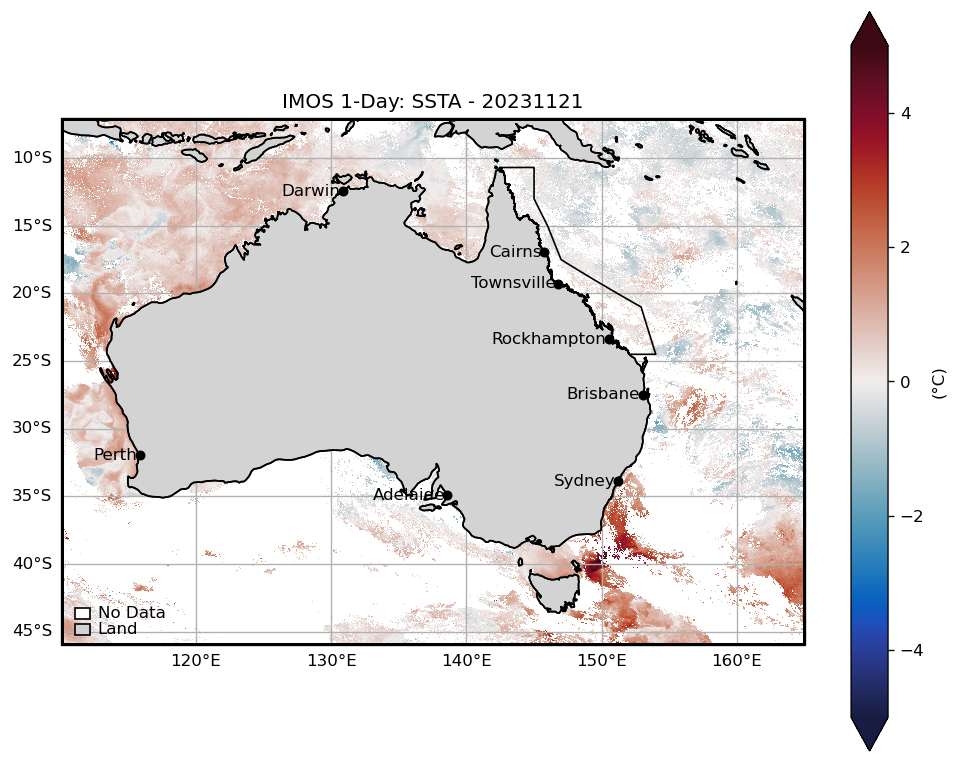 IMOS 1-Day: SSTA - 20231121
10°S
15°S
20°S
25°S
30°S
35°S
40°S
45°S
Darwin
Cairns
Townsville
Rockhampton
Brisbane
Perth
Sydney
Adelaide
No Data
Land
120°E 130°E 140°E 150°E 160°E
4
2
0
−2
−4
(°C)